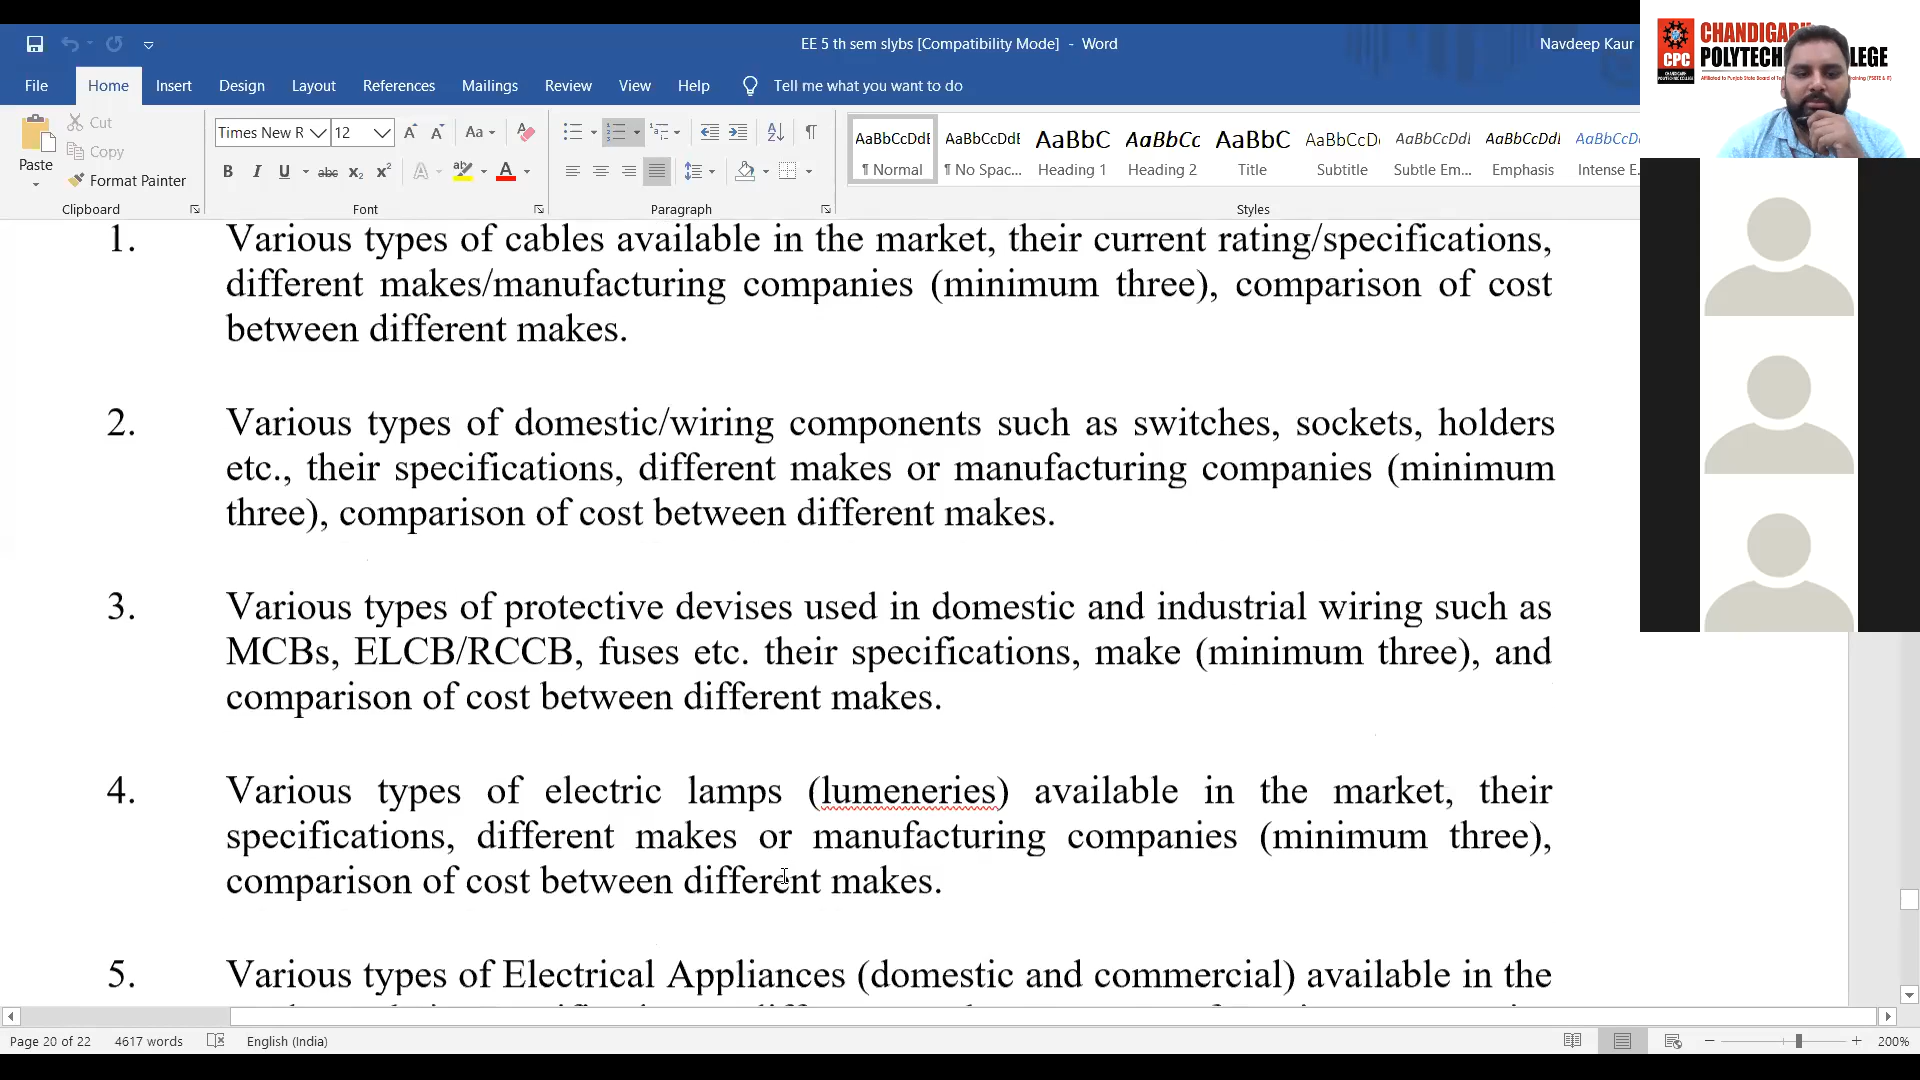 EE 5 th sem slybs [Compatibility Mode] - Word
Navdeep Kaur
File Home Insert Design Layout References Mailings Review View Help Tell me what you want to do
Paste
Cut
Copy
Format Painter
Clipboard
Times New R 12
Aa
B I U abc x₂ x²
Font
Paragraph
AaBbCcDdE AaBbCcDdE AaBbC AaBbCc AaBbC AaBbCcDc AaBbCcDdI AaBbCcDdI AaBbCcDdI
¶ Normal ¶ No Spac... Heading 1 Heading 2 Title Subtitle Subtle Em... Emphasis Intense E...
Styles
CPC
CHANDIGAR
POLYTECH LEGE
1. Various types of cables available in the market, their current rating/specifications,
different makes/manufacturing companies (minimum three), comparison of cost
between different makes.
2. Various types of domestic/wiring components such as switches, sockets, holders
etc., their specifications, different makes or manufacturing companies (minimum
three), comparison of cost between different makes.
3. Various types of protective devises used in domestic and industrial wiring such as
MCBs, ELCB/RCCB, fuses etc. their specifications, make (minimum three), and
comparison of cost between different makes.
4. Various types of electric lamps (lumeneries) available in the market, their
specifications, different makes or manufacturing companies (minimum three),
comparison of cost between different makes.
5. Various types of Electrical Appliances (domestic and commercial) available in the
Page 20 of 22 4617 words English (India) 200%